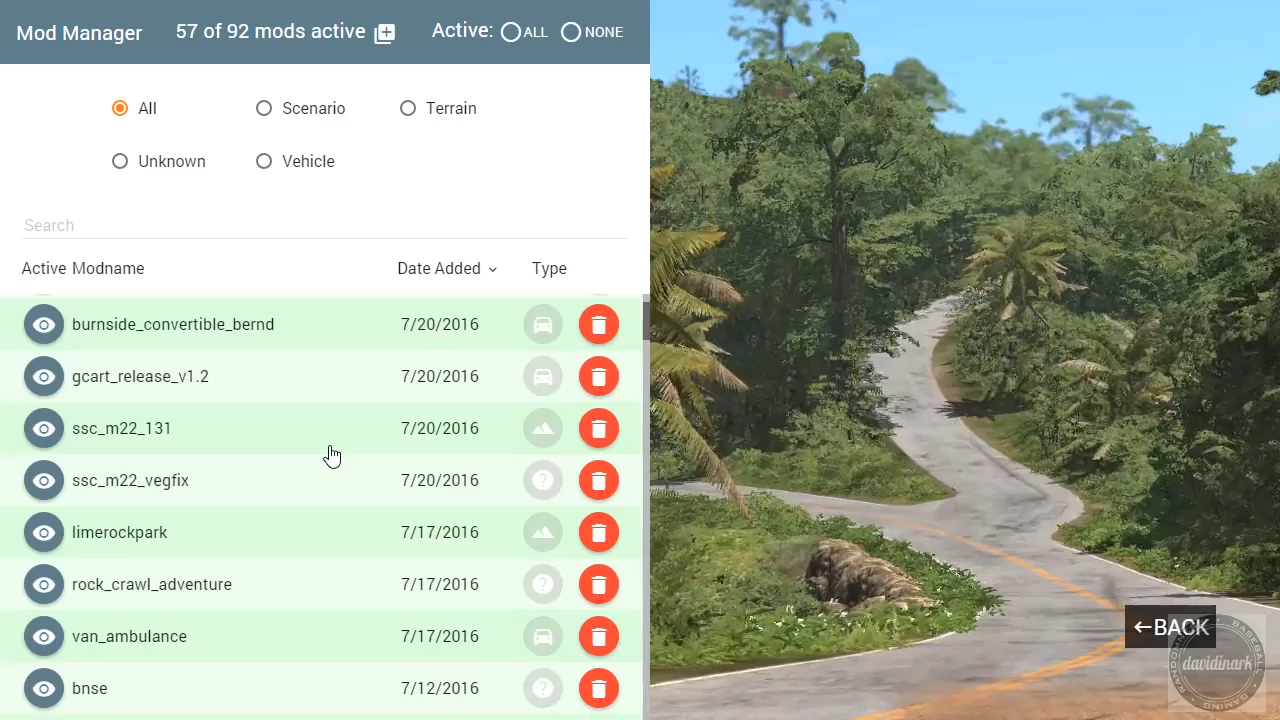 Mod Manager 57 of 92 mods active Active: ALL NONE
All Scenario Terrain
Unknown Vehicle
Search
Active Modname Date Added Type
burnside_convertible_bernd 7/20/2016
gcart_release_v1.2 7/20/2016
ssc_m22_131 7/20/2016
ssc_m22_vegfix 7/20/2016
limerockpark 7/17/2016
rock_crawl_adventure 7/17/2016
van_ambulance 7/17/2016
bnse 7/12/2016
←BACK
BASEBALL
davidinark
GAMING